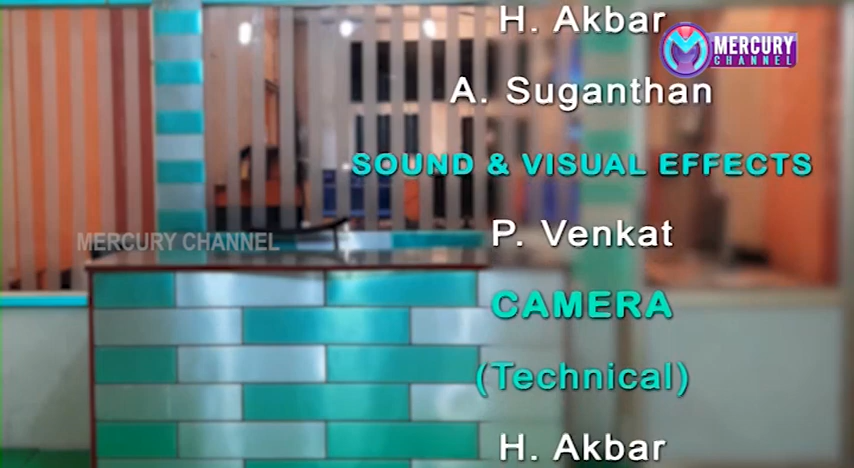 H. Akbar
MERCURY
CHANNEL
A. Suganthan
SOUND & VISUAL EFFECTS
P. Venkat
MERCURY CHANNEL
CAMERA
(Technical)
H. Akbar